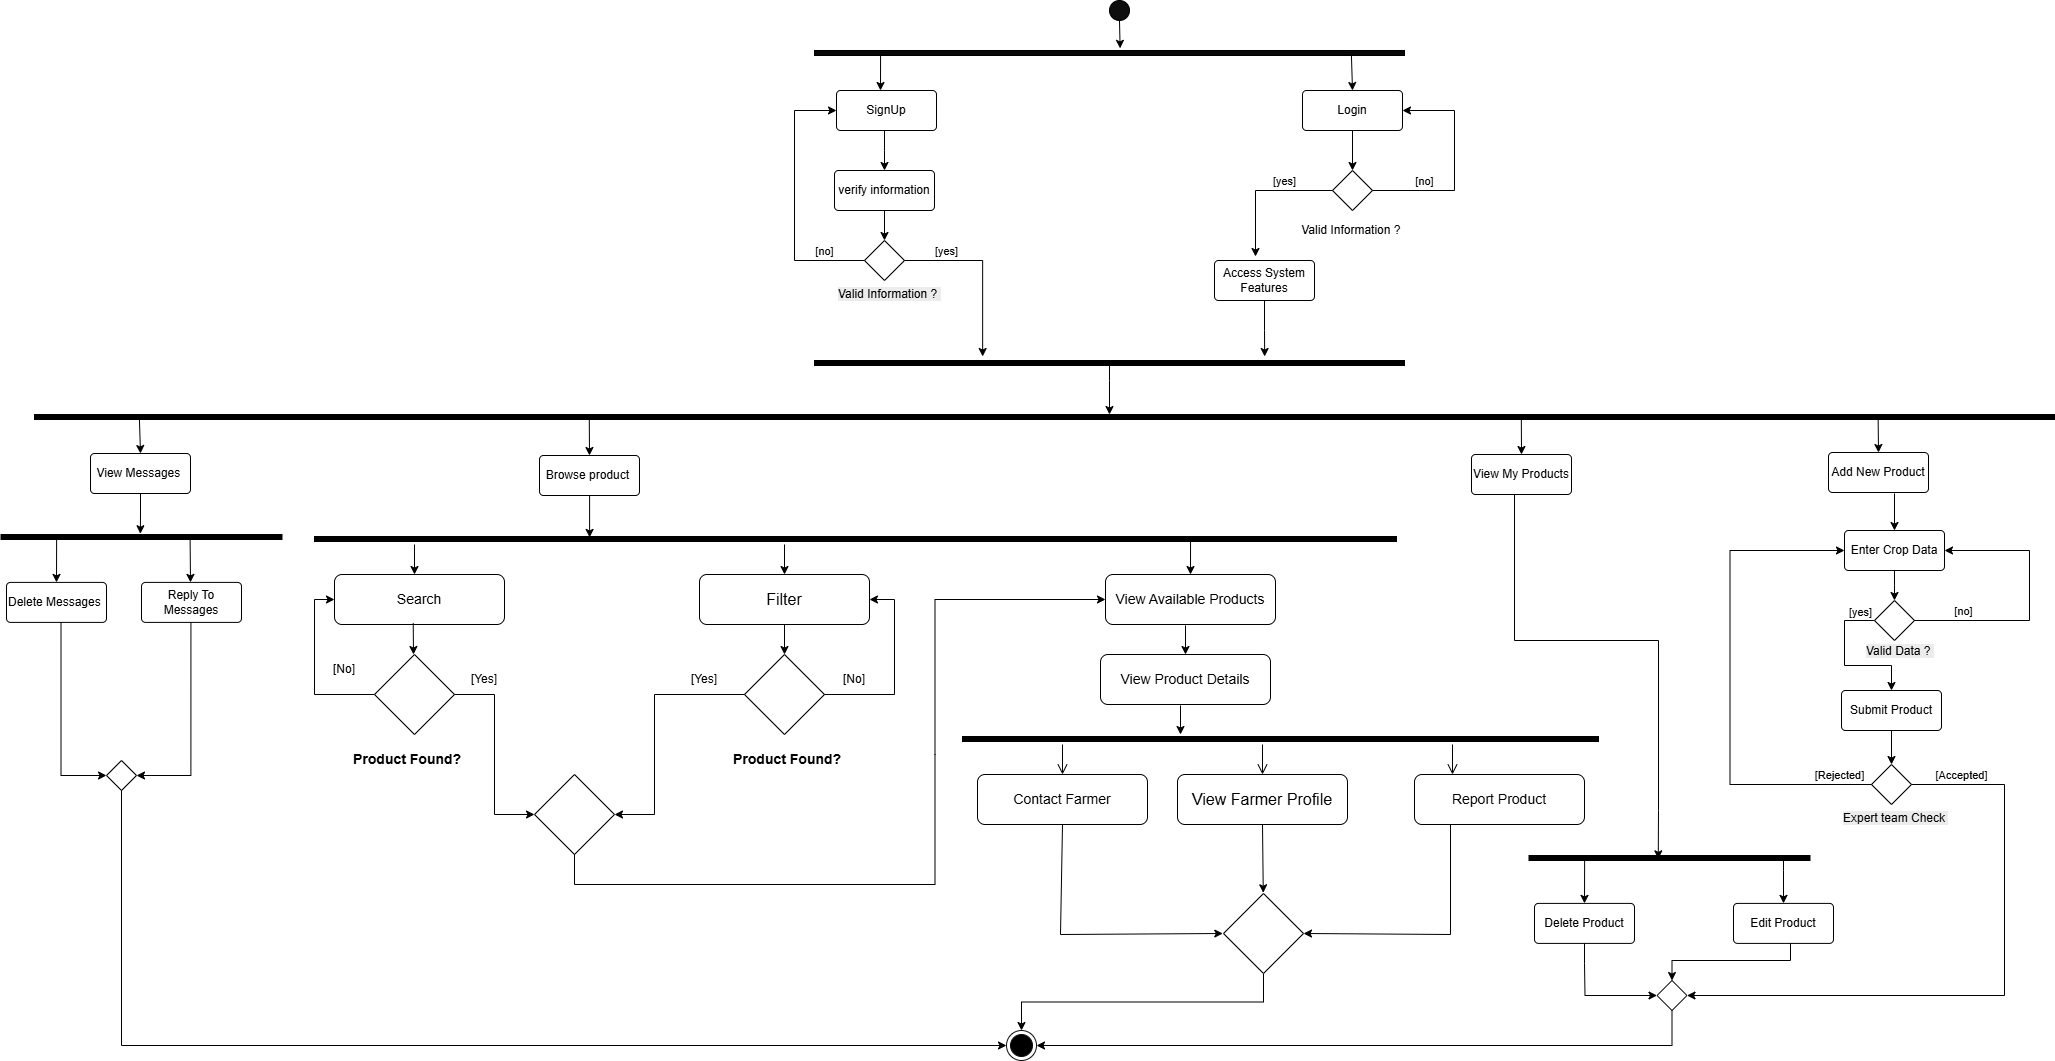 SignUp
Login
verify information
[yes]
[no]
Valid Information ?
[no]
[yes]
Access System
Features
Valid Information ?
View Messages
Browse product
View My Products
Add New Product
Enter Crop Data
Delete Messages
Reply To
Messages
Search
Filter
View Available Products
[yes]
[no]
Valid Data ?
[No]
[Yes]
[Yes]
[No]
View Product Details
Submit Product
Product Found?
Product Found?
[Rejected]
[Accepted]
Contact Farmer
View Farmer Profile
Report Product
Expert team Check
Delete Product
Edit Product